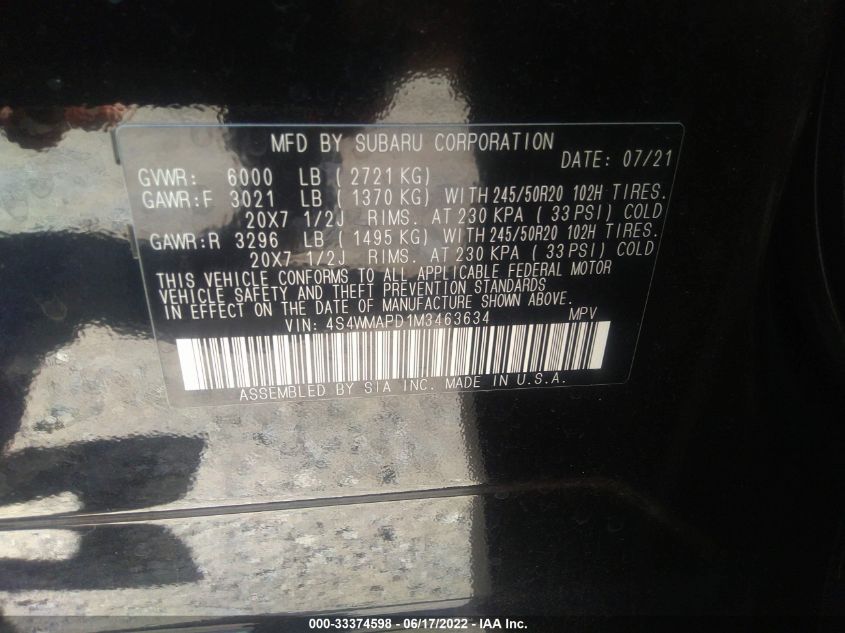 MFD BY SUBARU CORPORATION
DATE: 07/21
GVWR: 6000 LB ( 2721 KG)
GAWR:F 3021 LB ( 1370 KG) WITH 245/50R20 102H TIRES.
20X7 1/2J RIMS. AT 230 KPA ( 33 PSI) COLD
GAWR:R 3296 LB ( 1495 KG) WITH 245/50R20 102H TIRES.
20X7 1/2J RIMS. AT 230 KPA ( 33 PSI) COLD
THIS VEHICLE CONFORMS TO ALL APPLICABLE FEDERAL MOTOR
VEHICLE SAFETY AND THEFT PREVENTION STANDARDS
IN EFFECT ON THE DATE OF MANUFACTURE SHOWN ABOVE.
VIN: 4S4WMAPD1M3463634 MPV
ASSEMBLED BY SIA INC. MADE IN U.S.A.
000-33374598 - 06/17/2022 - IAA Inc.